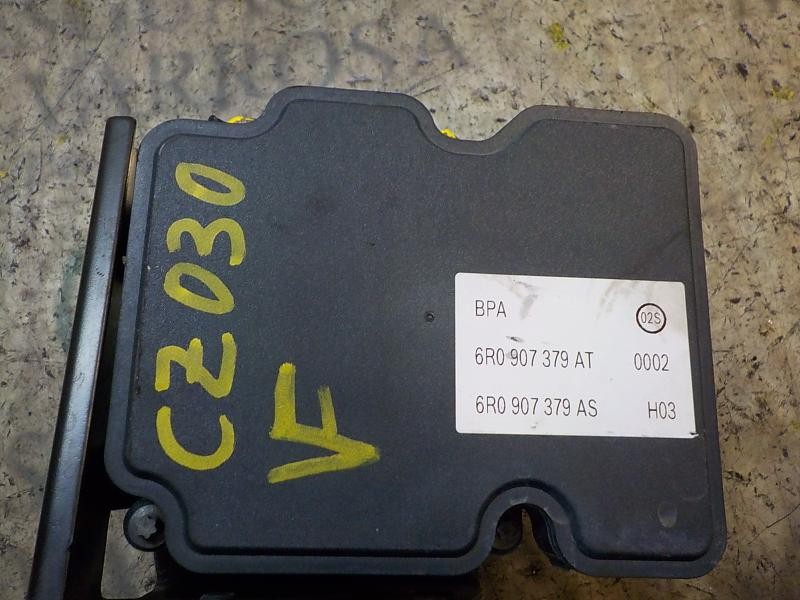 CZ030
VF
BPA 02S
6R0 907 379 AT 0002
6R0 907 379 AS H03